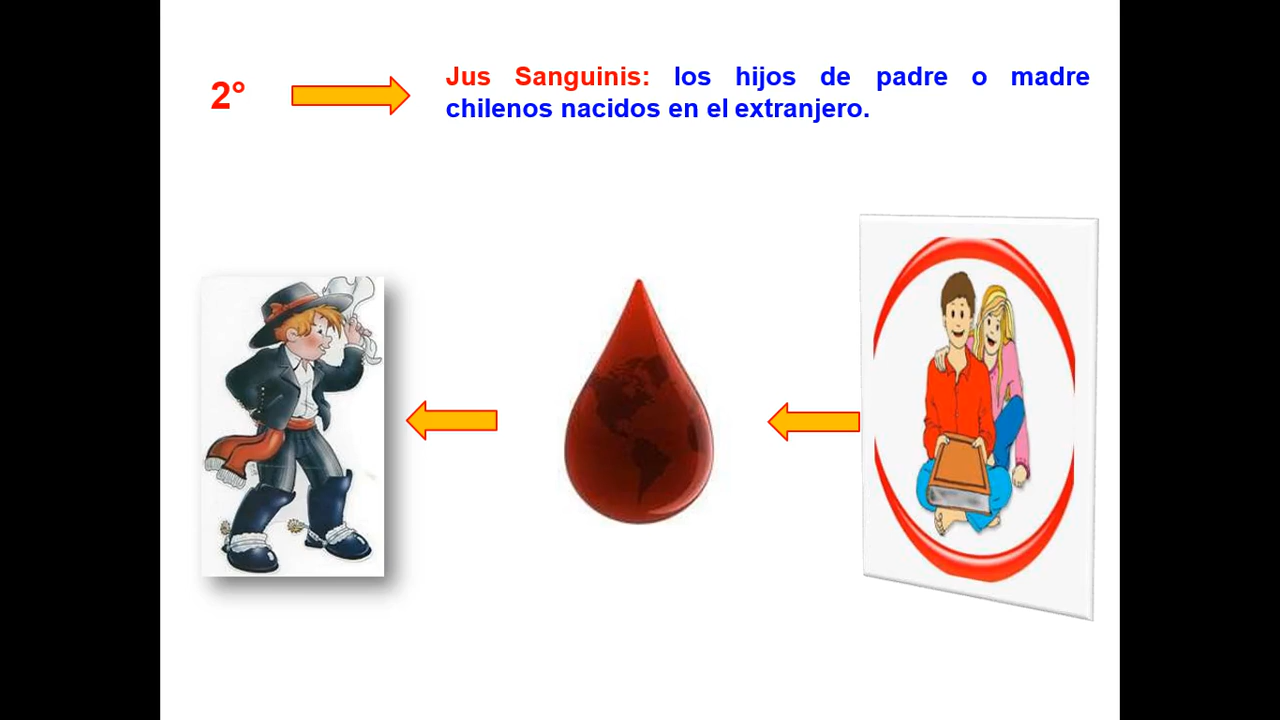 2°
Jus Sanguinis: los hijos de padre o madre
chilenos nacidos en el extranjero.